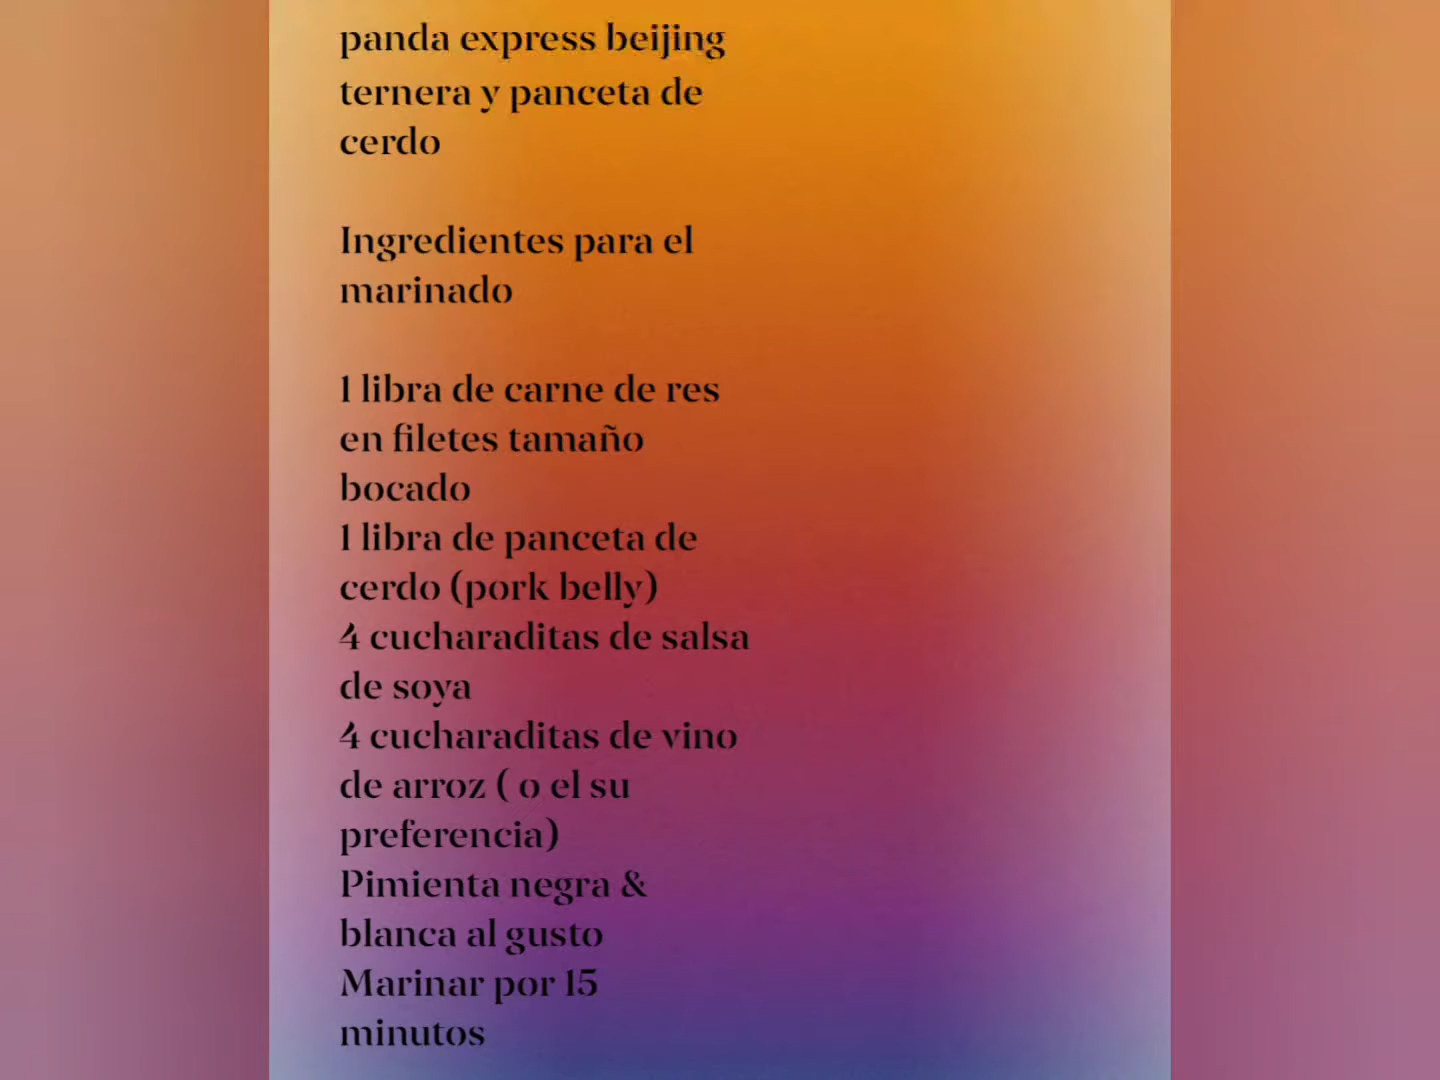 panda express beijing
ternera y panceta de
cerdo
Ingredientes para el
marinado
1 libra de carne de res
en filetes tamaño
bocado
1 libra de panceta de
cerdo (pork belly)
4 cucharaditas de salsa
de soya
4 cucharaditas de vino
de arroz ( o el su
preferencia)
Pimienta negra &
blanca al gusto
Marinar por 15
minutos